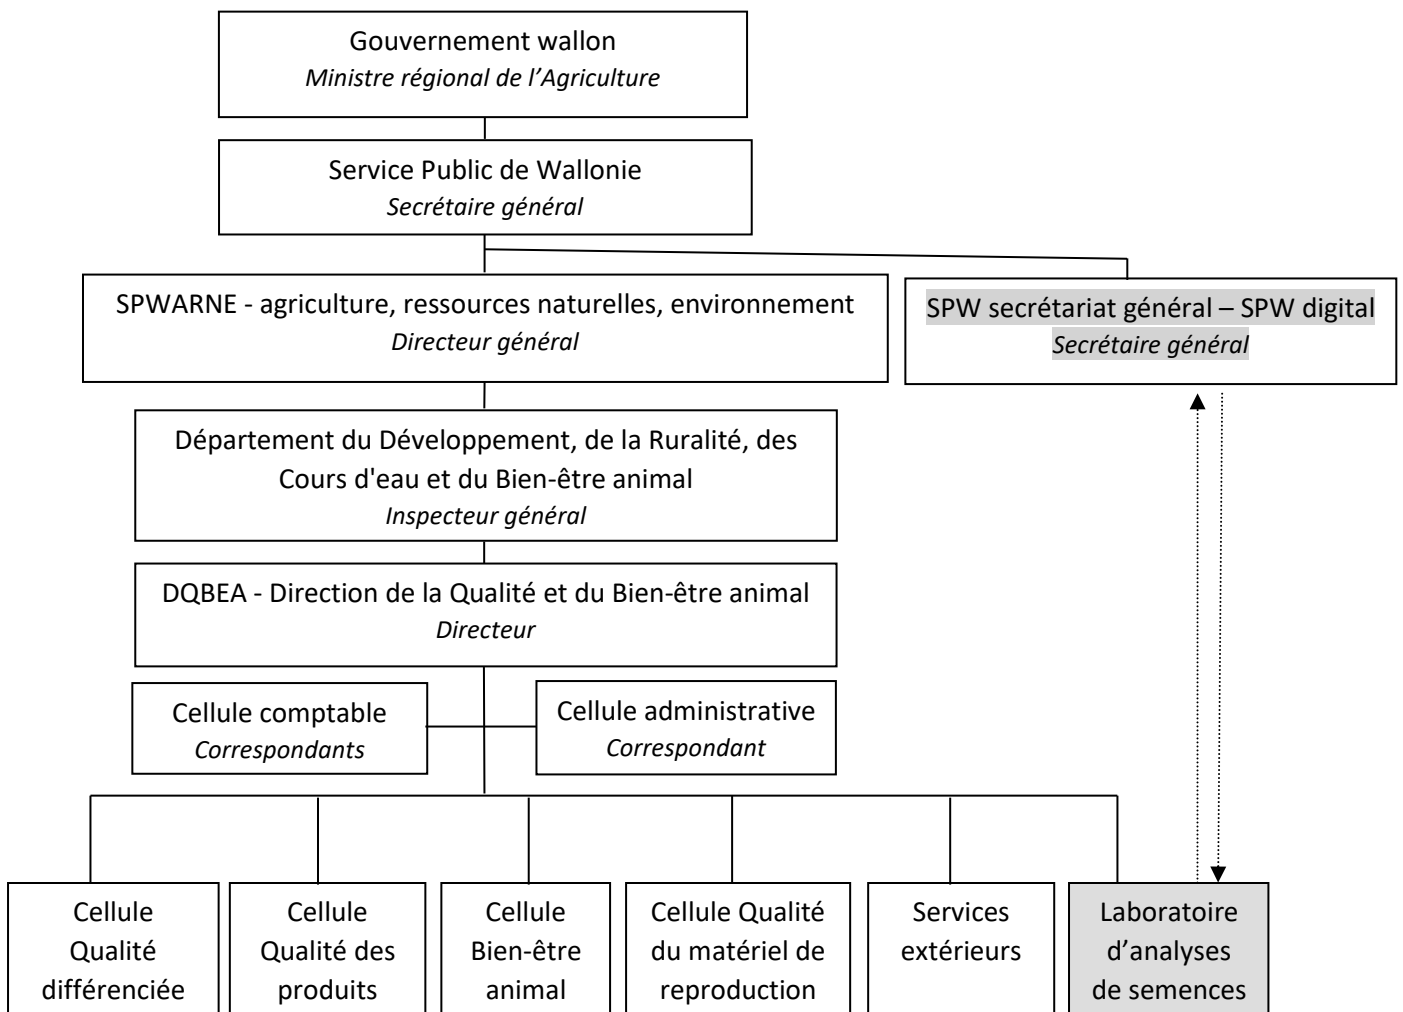 Gouvernement wallon
Ministre régional de l’Agriculture
Service Public de Wallonie
Secrétaire général
SPWARNE - agriculture, ressources naturelles, environnement
Directeur général
SPW secrétariat général – SPW digital
Secrétaire général
Département du Développement, de la Ruralité, des
Cours d'eau et du Bien-être animal
Inspecteur général
DQBEA - Direction de la Qualité et du Bien-être animal
Directeur
Cellule comptable
Correspondants
Cellule administrative
Correspondant
Cellule
Qualité
différenciée
Cellule
Qualité des
produits
Cellule
Bien-être
animal
Cellule Qualité
du matériel de
reproduction
Services
extérieurs
Laboratoire
d’analyses
de semences